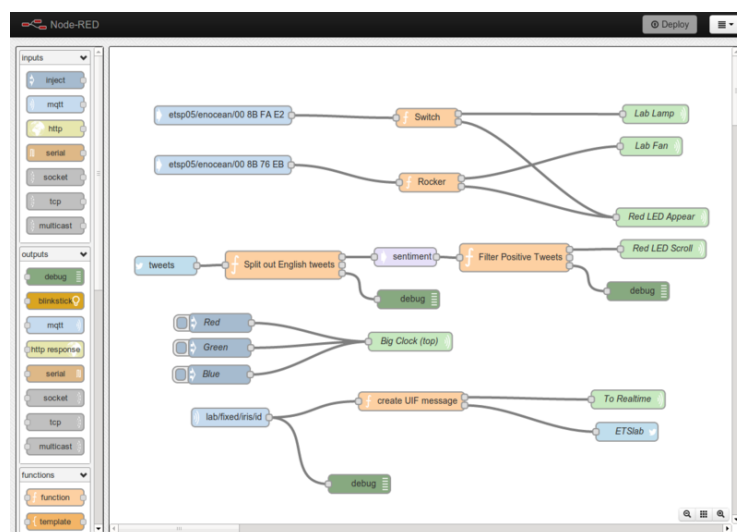 Node-RED
Deploy
inputs
inject
mqtt
http
serial
socket
tcp
multicast
outputs
debug
blinkstick
mqtt
http response
serial
socket
tcp
multicast
functions
function
template
etsp05/enocean/00 8B FA E2
Switch
Lab Lamp
Lab Fan
etsp05/enocean/00 8B 76 EB
Rocker
Red LED Appear
tweets
Split out English tweets
sentiment
Filter Positive Tweets
Red LED Scroll
debug
debug
Red
Green
Blue
Big Clock (top)
lab/fixed/iris/id
create UIF message
To Realtime
ETSlab
debug